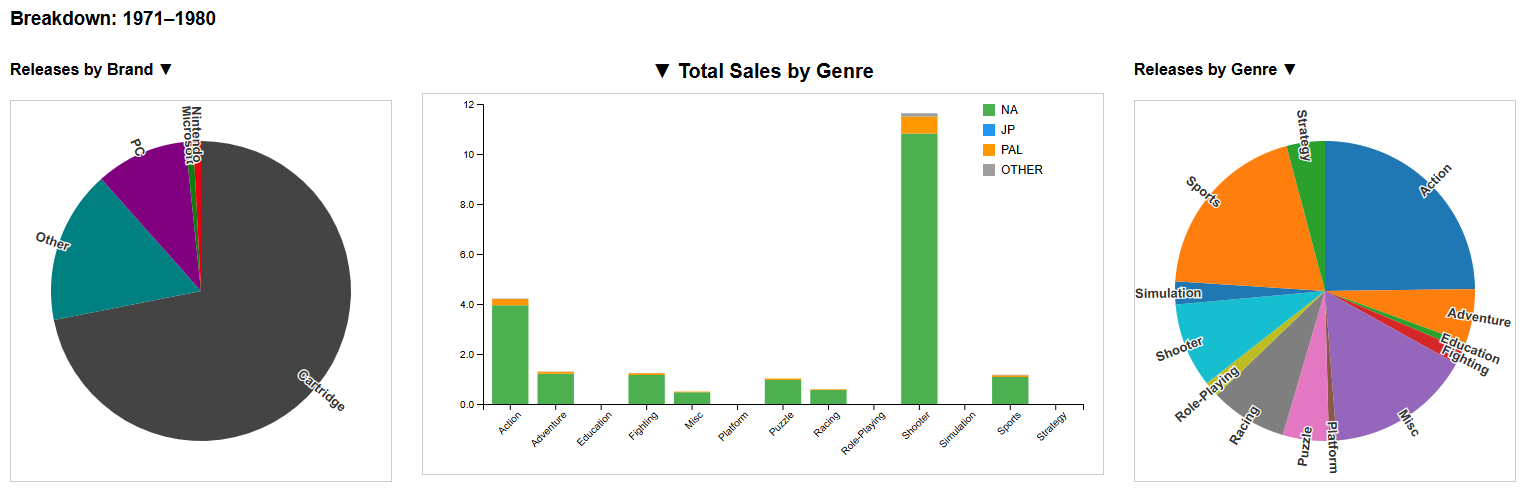 Breakdown: 1971–1980
Releases by Brand ▼
Nintendo
Microsoft
PC
Other
Cartridge
▼ Total Sales by Genre
12
10
8.0
6.0
4.0
2.0
0.0
NA
JP
PAL
OTHER
Action
Adventure
Education
Fighting
Misc
Platform
Puzzle
Racing
Role-Playing
Shooter
Simulation
Sports
Strategy
Releases by Genre ▼
Strategy
Action
Sports
Simulation
Adventure
Education
Fighting
Shooter
Role-Playing
Racing
Puzzle
Platform
Misc